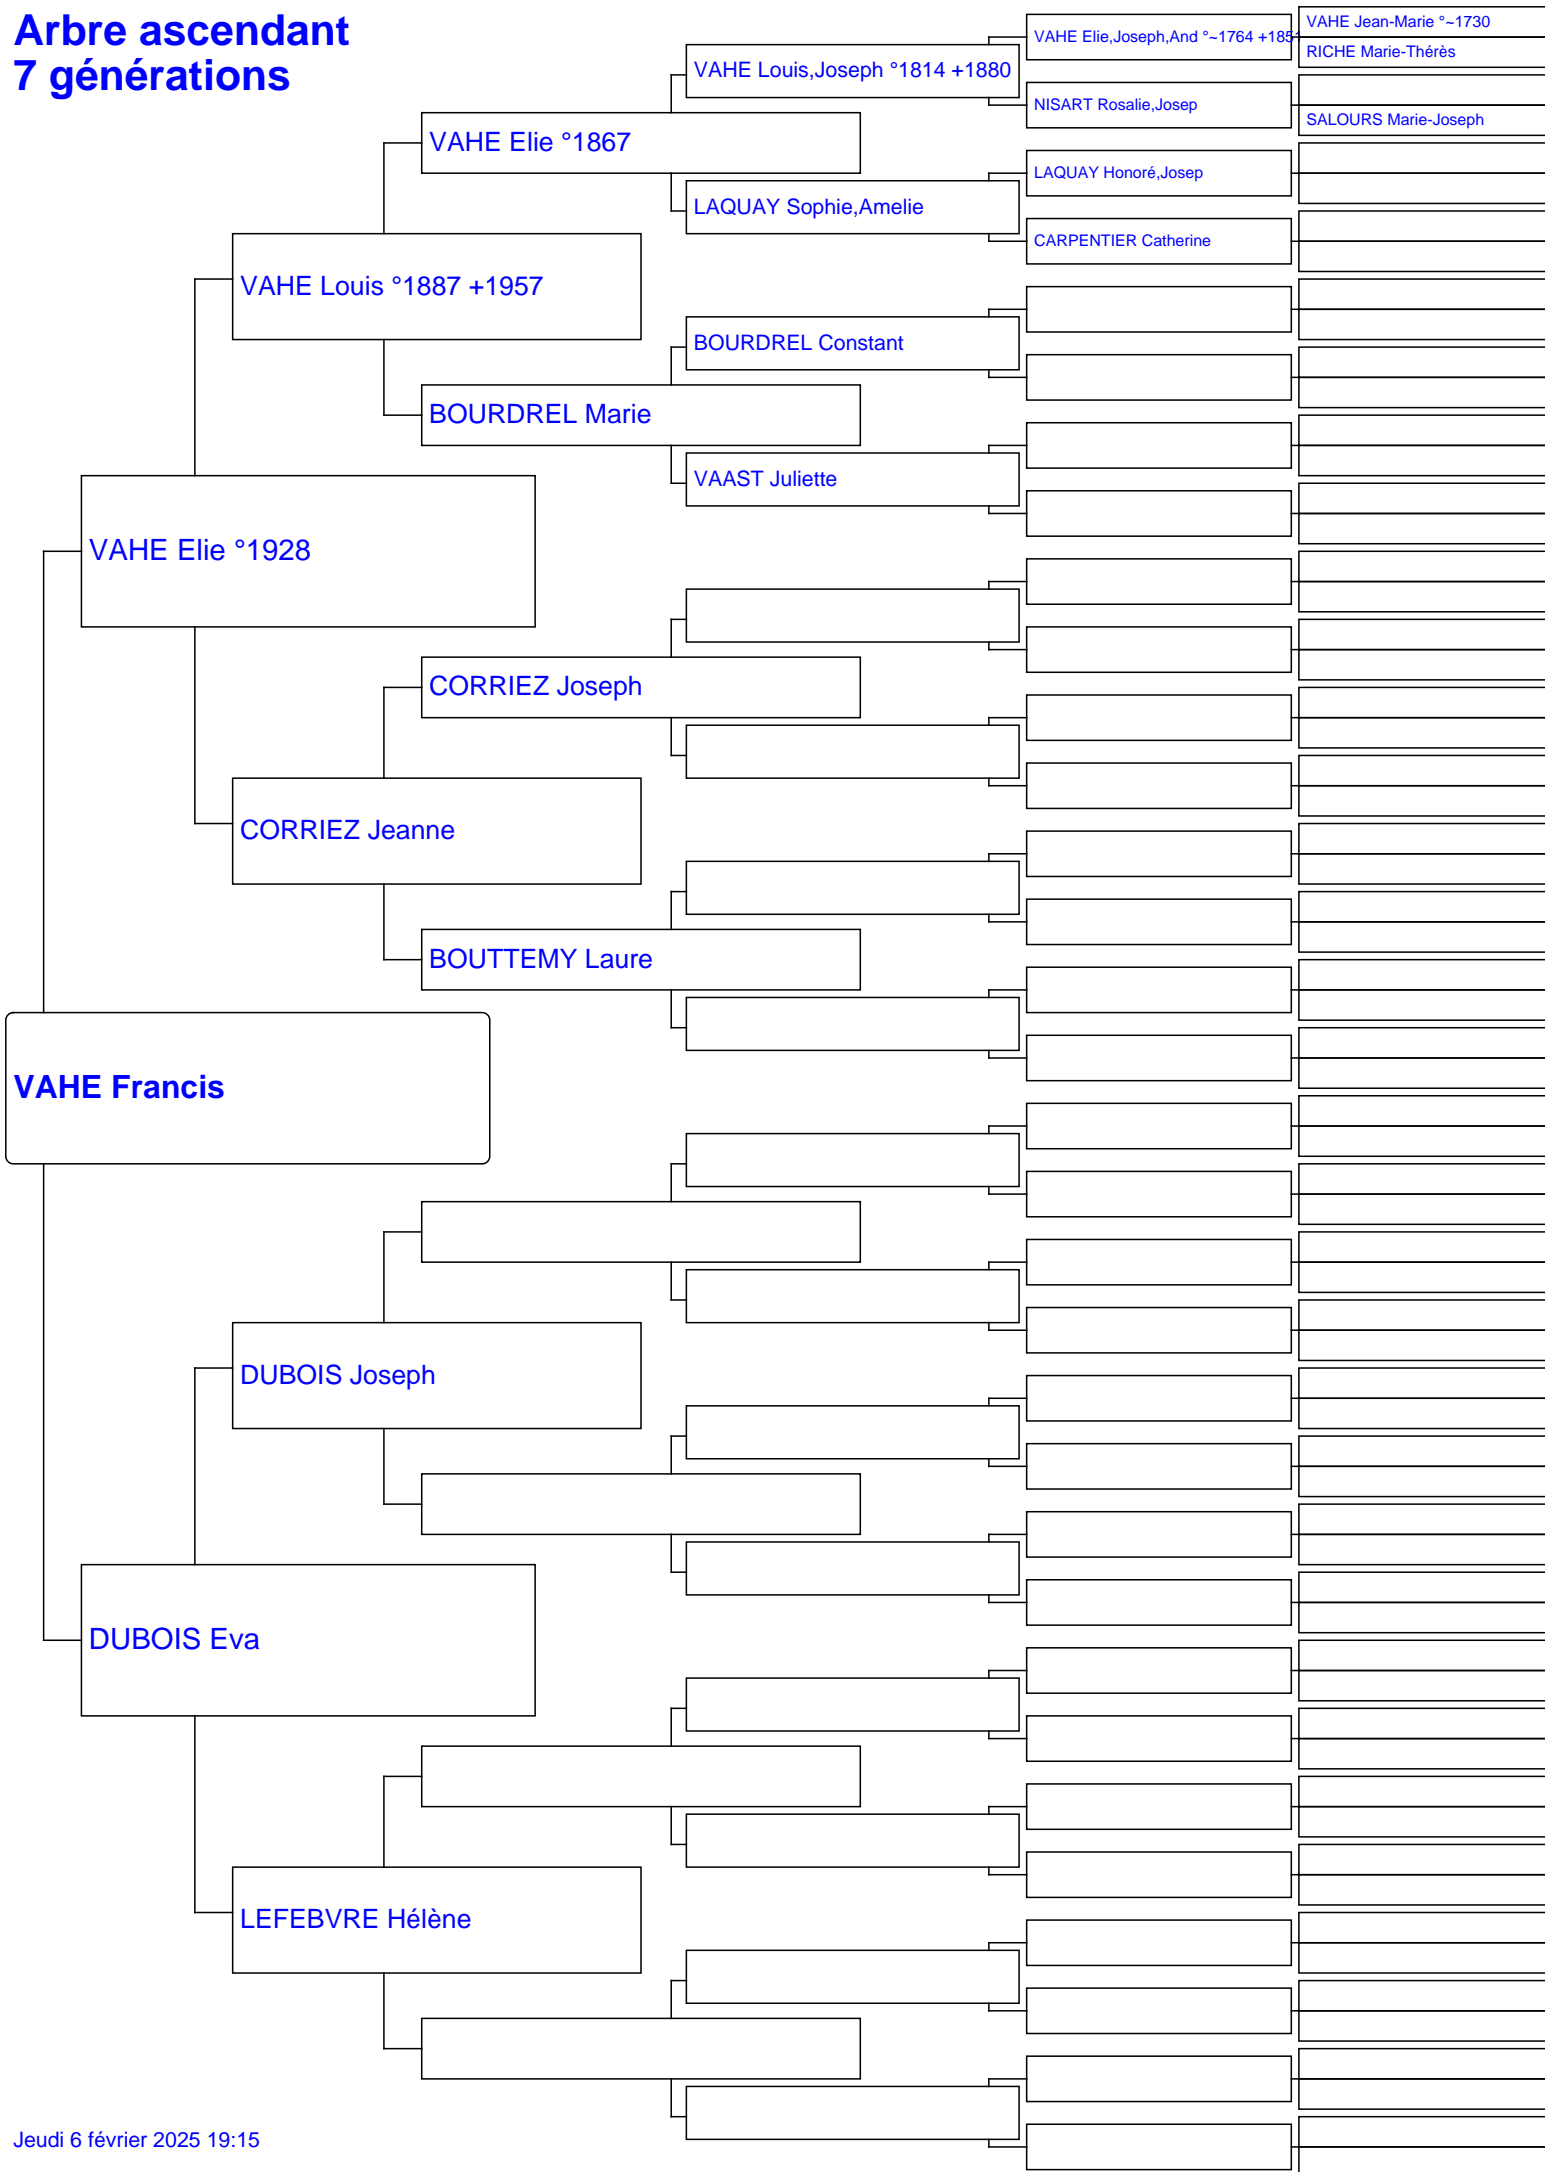 Arbre ascendant
7 générations
VAHE Jean-Marie °~1730
VAHE Elie,Joseph,And °~1764
RICHE Marie-Thérès
VAHE Louis,Joseph °1814 +1880
NISART Rosalie,Josep
SALOURS Marie-Joseph
VAHE Elie °1867
LAQUAY Honoré,Josep
LAQUAY Sophie,Amelie
CARPENTIER Catherine
VAHE Louis °1887 +1957
BOURDREL Constant
BOURDREL Marie
VAAST Juliette
VAHE Elie °1928
CORRIEZ Joseph
CORRIEZ Jeanne
BOUTTEMY Laure
VAHE Francis
DUBOIS Joseph
DUBOIS Eva
LEFEBVRE Hélène
Jeudi 6 février 2025 19:15